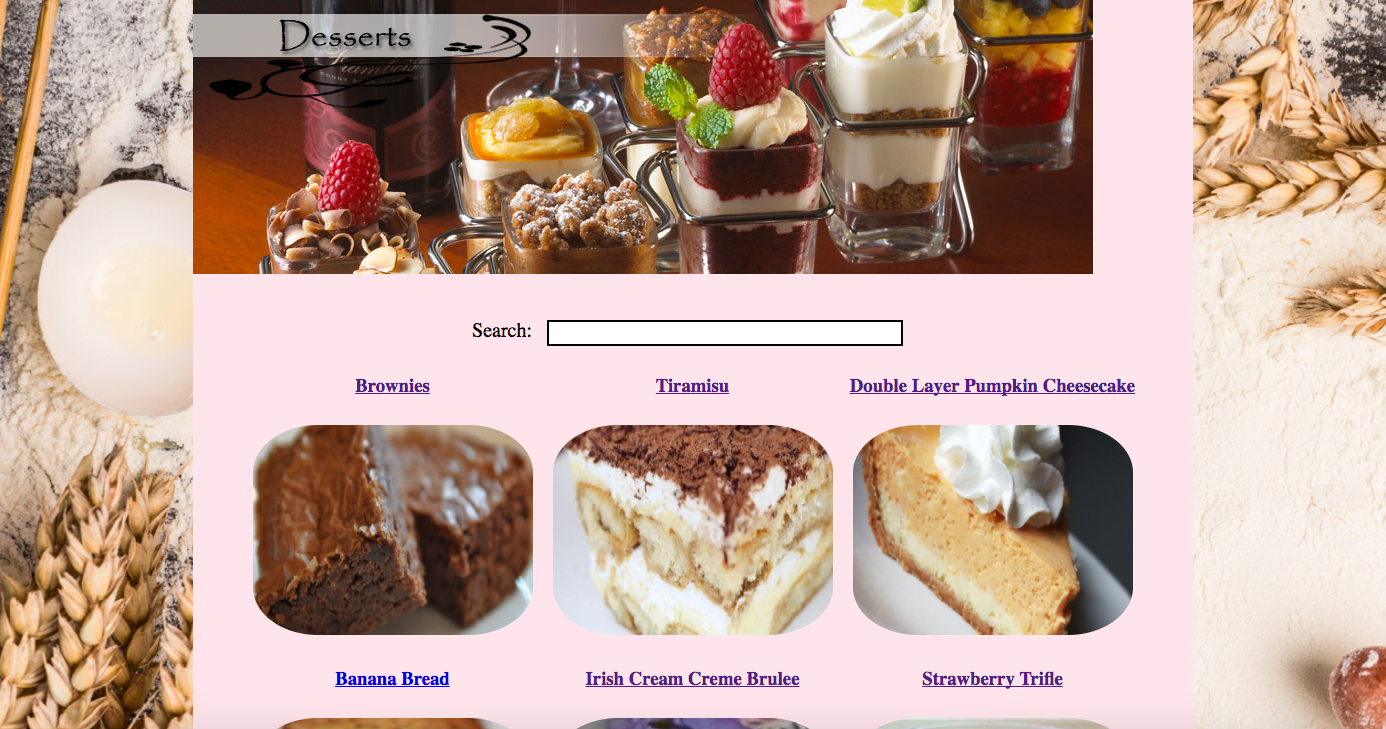 Desserts
Search:
Brownies
Tiramisu
Double Layer Pumpkin Cheesecake
Banana Bread
Irish Cream Creme Brulee
Strawberry Trifle